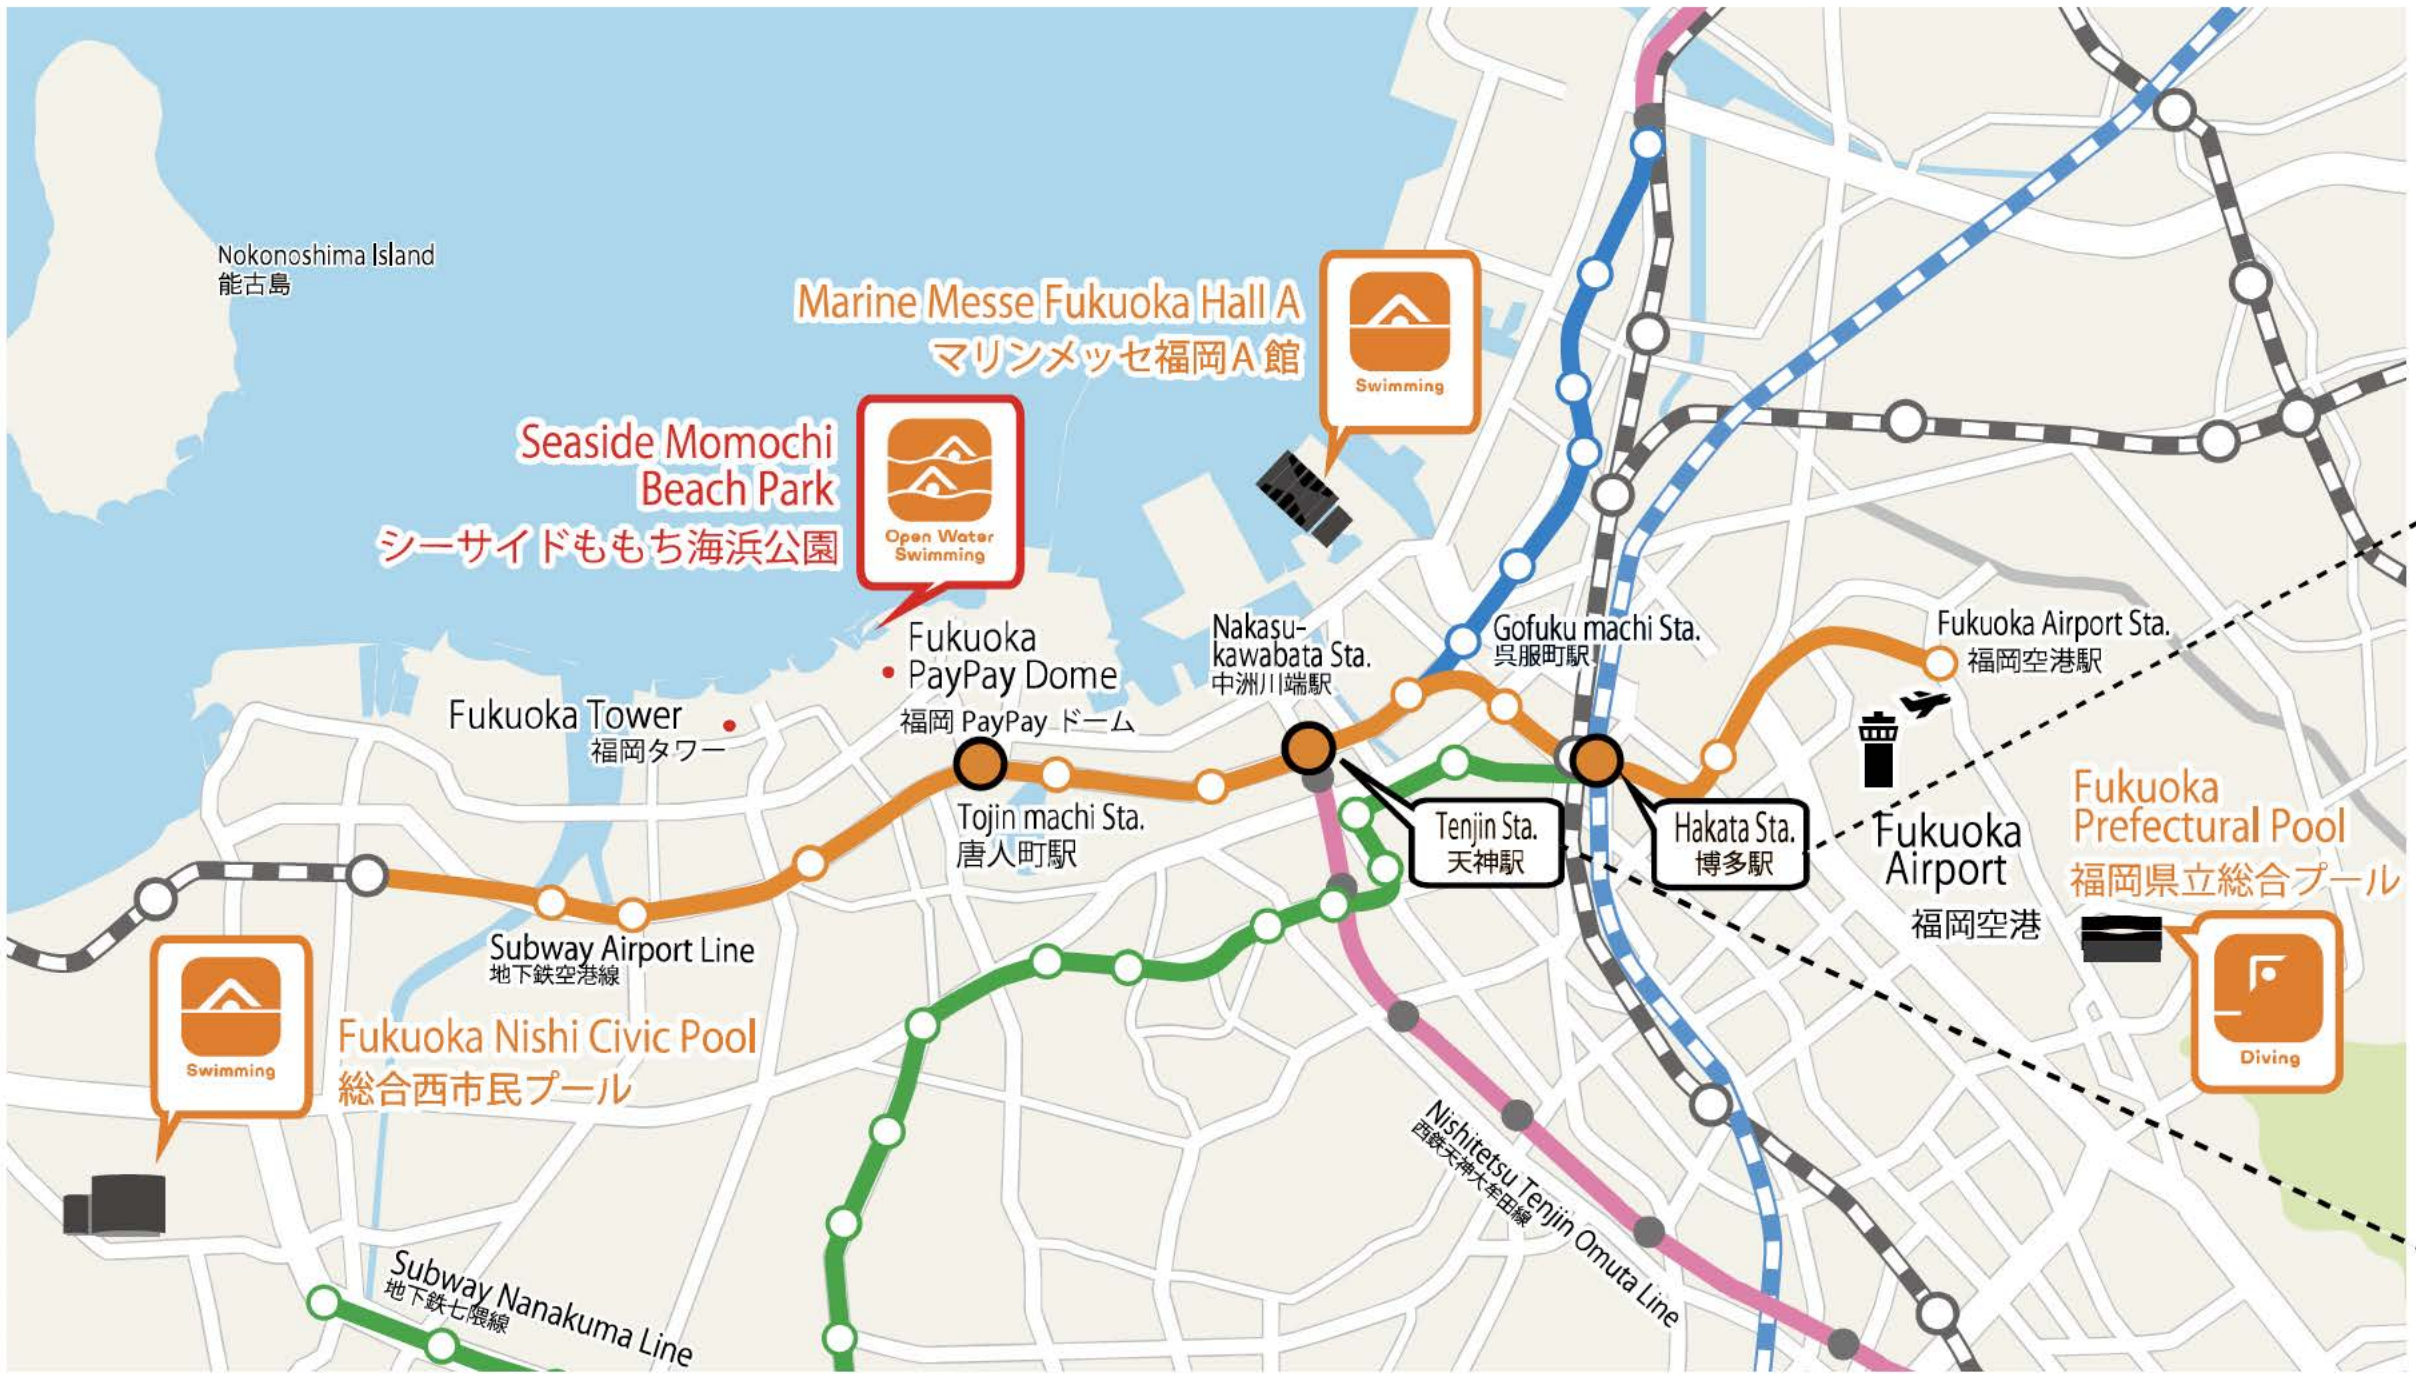 Nokonoshima Island
能古島
Marine Messe Fukuoka Hall A
マリンメッセ福岡A館
Swimming
Seaside Momochi
Beach Park
シーサイドももち海浜公園
Open Water
Swimming
Fukuoka
PayPay Dome
福岡 PayPay ドーム
Fukuoka Tower
福岡タワー
Nakasu-
kawabata Sta.
中洲川端駅
Gofuku machi Sta.
呉服町駅
Fukuoka Airport Sta.
福岡空港駅
Tojin machi Sta.
唐人町駅
Tenjin Sta.
天神駅
Hakata Sta.
博多駅
Fukuoka
Airport
福岡空港
Fukuoka
Prefectural Pool
福岡県立総合プール
Diving
Subway Airport Line
地下鉄空港線
Swimming
Fukuoka Nishi Civic Pool
総合西市民プール
Nishitetsu Tenjin Omuta Line
西鉄天神大牟田線
Subway Nanakuma Line
地下鉄七隈線